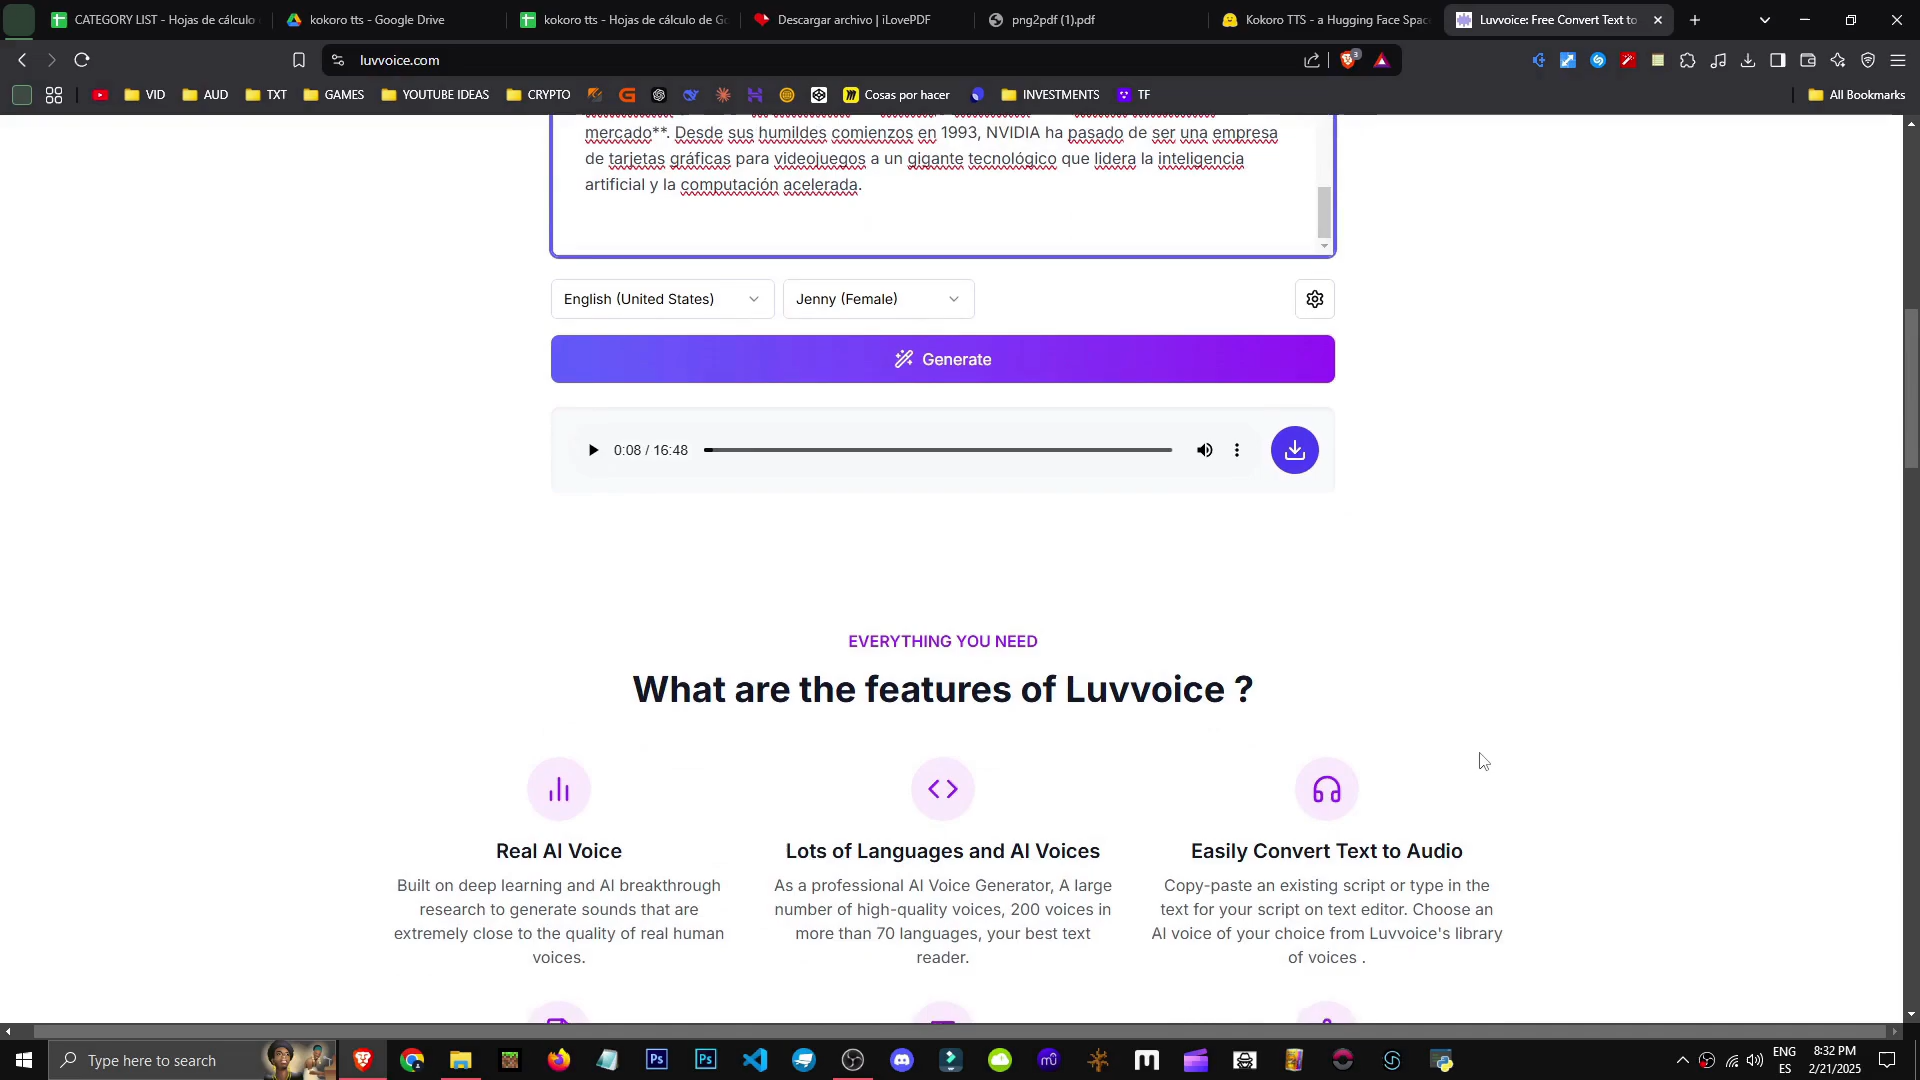 CATEGORY LIST - Hojas de cálculo
kokoro tts - Google Drive
kokoro tts - Hojas de cálculo de Go
Descargar archivo | iLovePDF
png2pdf (1).pdf
Kokoro TTS - a Hugging Face Spac
Luvvoice: Free Convert Text to
luvvoice.com
3
VID
AUD
TXT
GAMES
YOUTUBE IDEAS
CRYPTO
Cosas por hacer
INVESTMENTS
TF
All Bookmarks
mercado**. Desde sus humildes comienzos en 1993, NVIDIA ha pasado de ser una empresa
de tarjetas gráficas para videojuegos a un gigante tecnológico que lidera la inteligencia
artificial y la computación acelerada.
English (United States)
Jenny (Female)
Generate
0:08 / 16:48
EVERYTHING YOU NEED
What are the features of Luvvoice ?
Real AI Voice
Built on deep learning and AI breakthrough
research to generate sounds that are
extremely close to the quality of real human
voices.
Lots of Languages and AI Voices
As a professional AI Voice Generator, A large
number of high-quality voices, 200 voices in
more than 70 languages, your best text
reader.
Easily Convert Text to Audio
Copy-paste an existing script or type in the
text for your script on text editor. Choose an
AI voice of your choice from Luvvoice's library
of voices .
Type here to search
ENG
ES
8:32 PM
2/21/2025